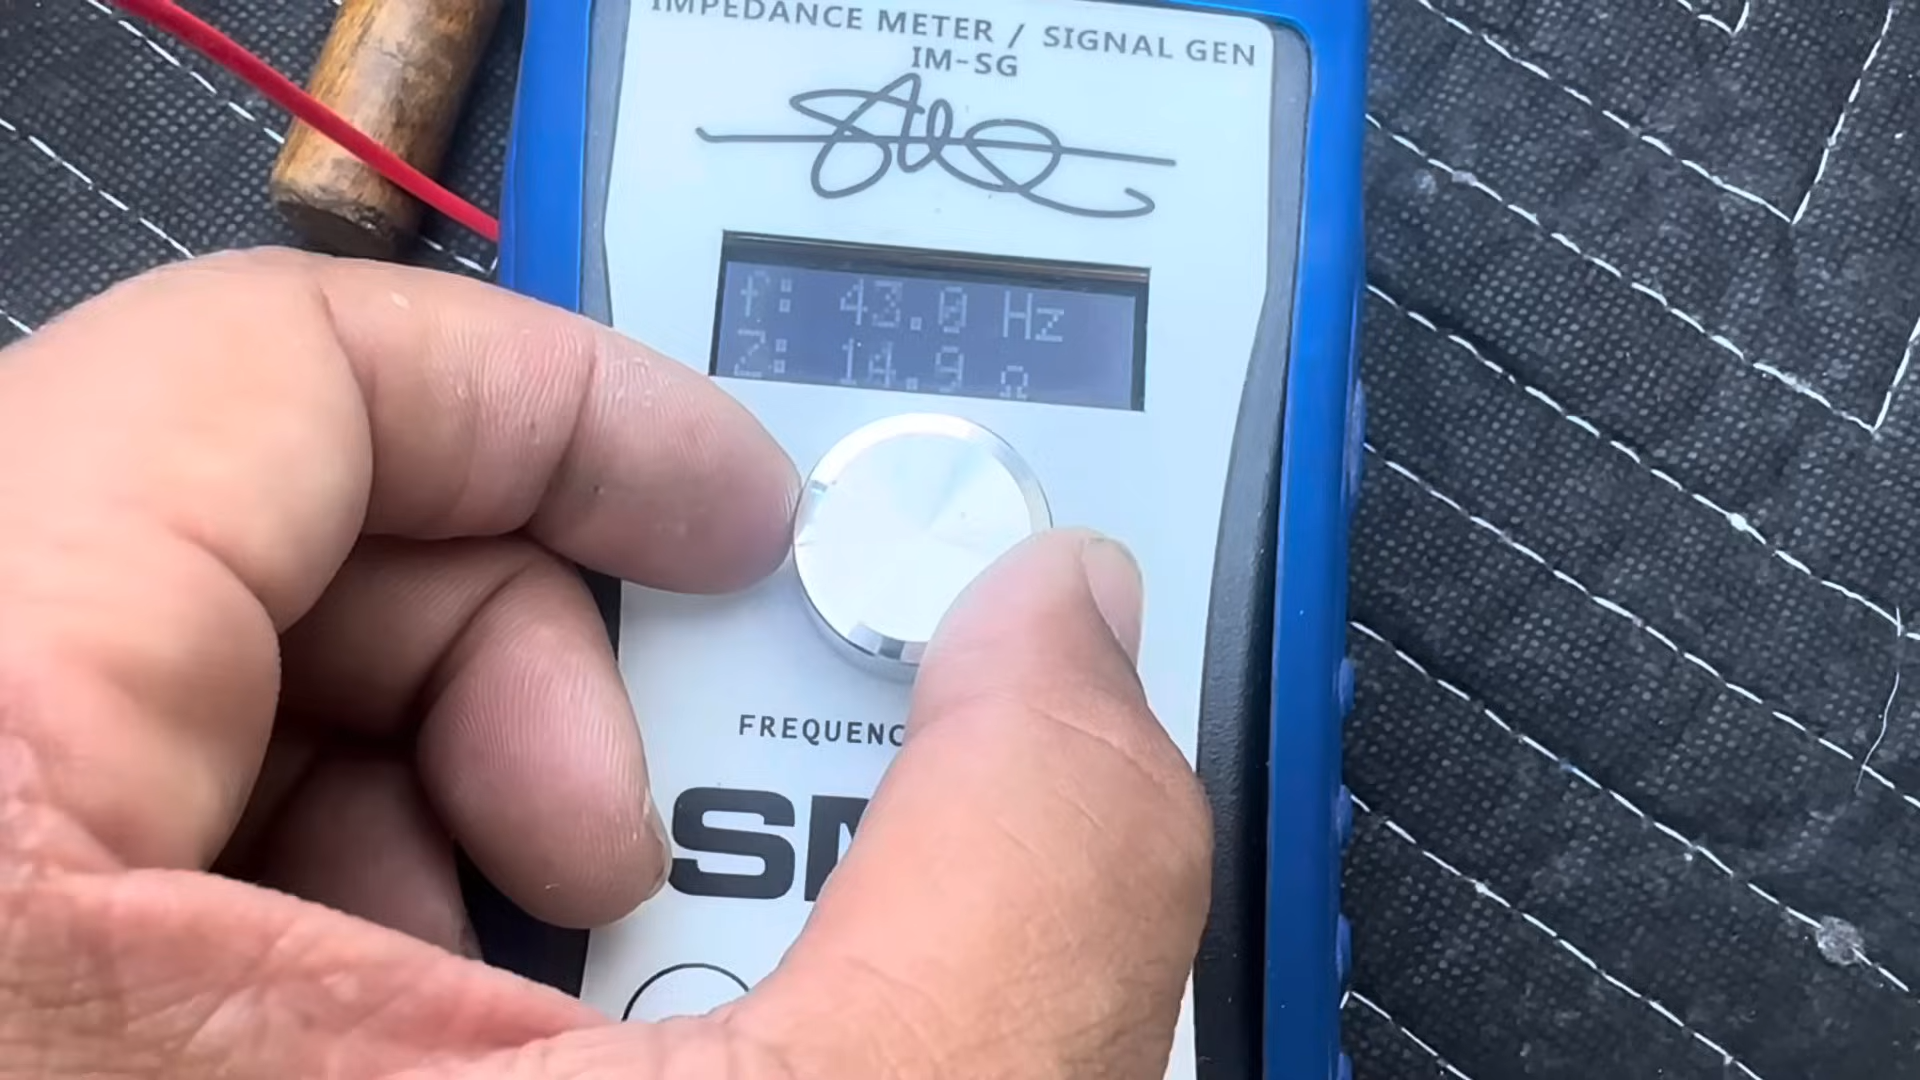 IMPEDANCE METER / SIGNAL GEN
IM-SG
f: 43.0 Hz
Z: 14.9 Ω
FREQUENC
SM